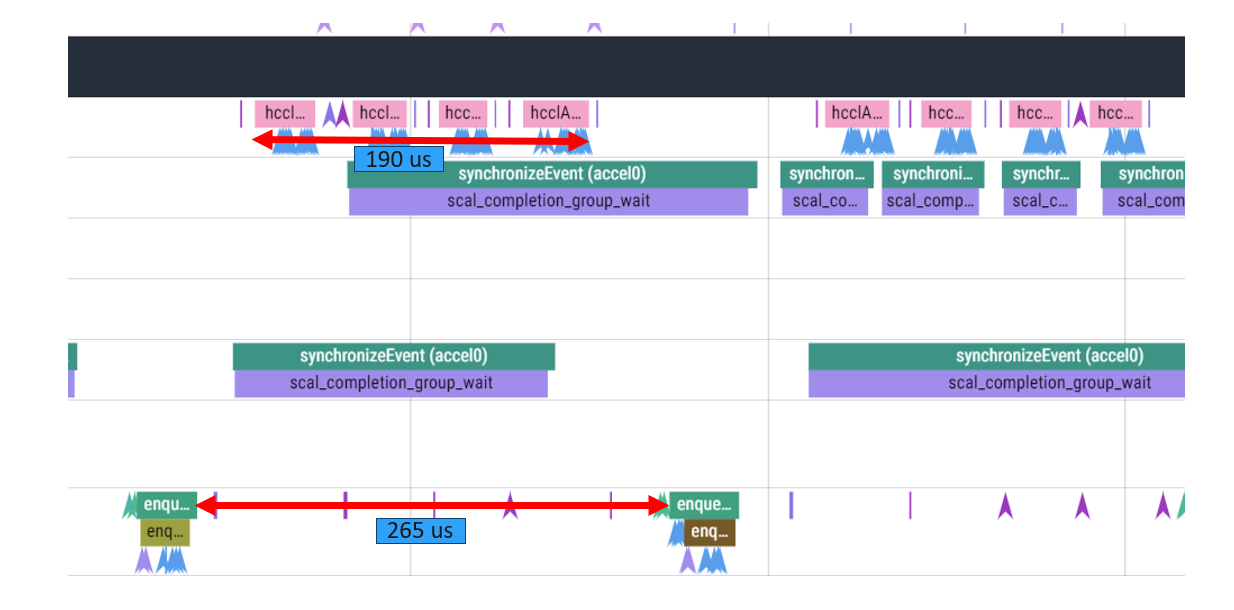 hccl...
hccl...
hcc...
hcclA...
hcclA...
hcc...
hcc...
hcc...
190 us
synchronizeEvent (accel0)
synchron...
synchroni...
synchr...
synchron
scal_completion_group_wait
scal_co...
scal_comp...
scal_c...
scal_com
synchronizeEvent (accel0)
synchronizeEvent (accel0)
scal_completion_group_wait
scal_completion_group_wait
enqu...
enque...
265 us
enq...
enq...